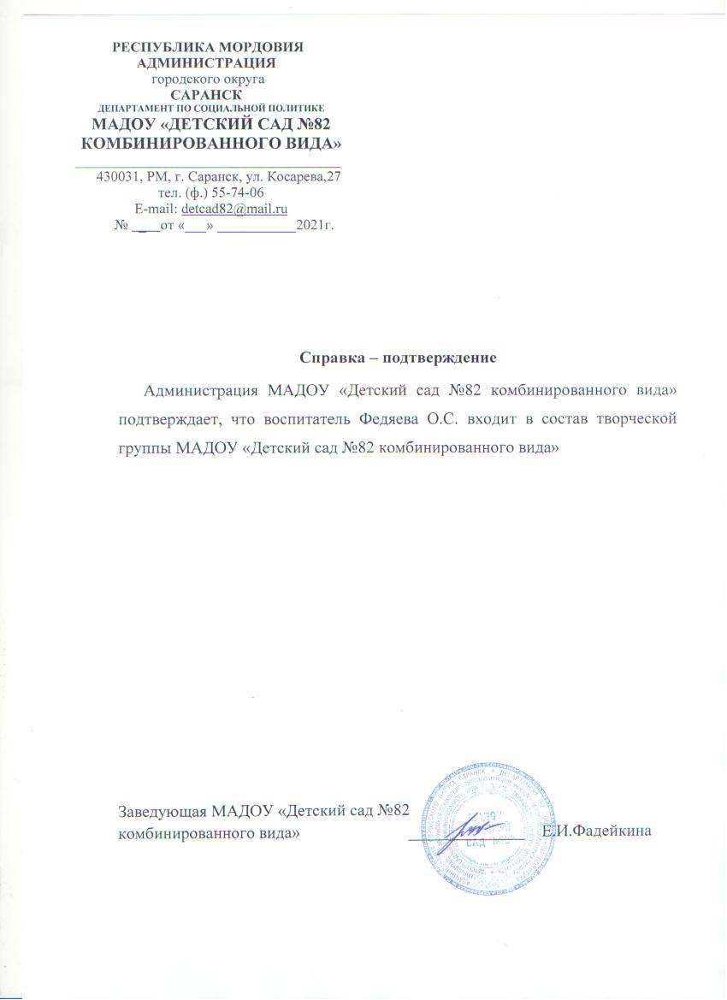 РЕСПУБЛИКА МОРДОВИЯ
АДМИНИСТРАЦИЯ
городского округа
САРАНСК
ДЕПАРТАМЕНТ ПО СОЦИАЛЬНОЙ ПОЛИТИКЕ
МАДОУ «ДЕТСКИЙ САД №82
КОМБИНИРОВАННОГО ВИДА»
430031, РМ, г. Саранск, ул. Косарева,27
тел. (ф.) 55-74-06
E-mail: detcad82@mail.ru
№ ____от «___» ___________2021г.
Справка – подтверждение
Администрация МАДОУ «Детский сад №82 комбинированного вида»
подтверждает, что воспитатель Федяева О.С. входит в состав творческой
группы МАДОУ «Детский сад №82 комбинированного вида»
Заведующая МАДОУ «Детский сад №82
комбинированного вида» Е.И.Фадейкина